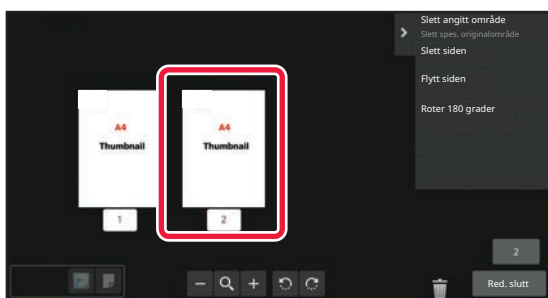 Slett angitt område
Slett spes. originalområde
Slett siden
Flytt siden
Roter 180 grader
A4
Thumbnail
A4
Thumbnail
1
2
2
Red. slutt